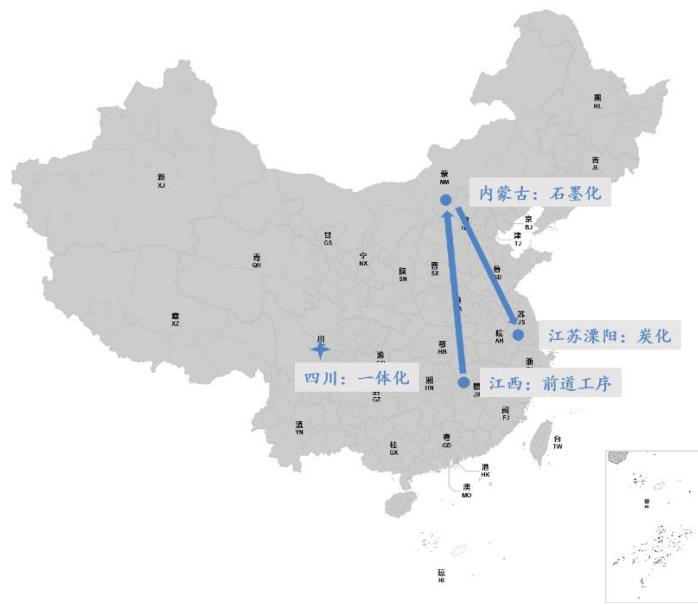 黑
HL
吉
JL
蒙
NM
内蒙古：石墨化
新
XJ
京
BJ
津
TJ
甘
GS
宁
NX
晋
SX
鲁
SD
青
QH
陕
SN
苏
JS
藏
XZ
皖
AH
江苏溧阳：炭化
川
鄂
HB
渝
浙
四川：一体化
湘
HN
赣
JX
江西：前道工序
GZ
闽
FJ
滇
YN
桂
GX
粤
GD
台
TW
港
HK
澳
MO
琼
HI